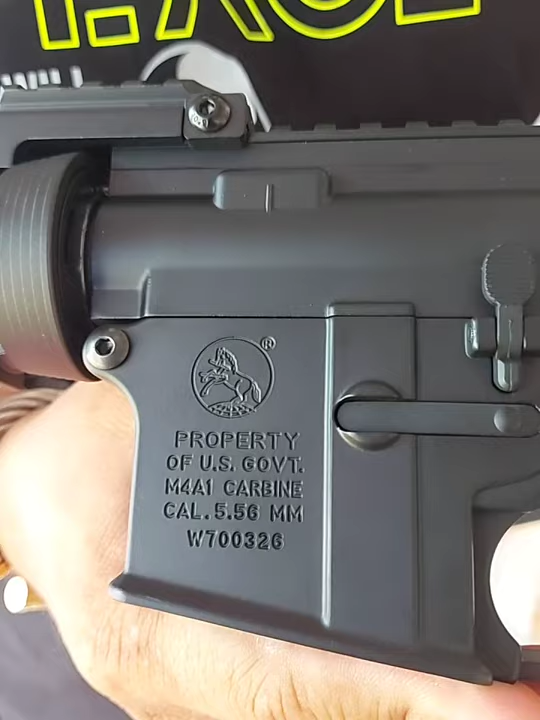 ®
PROPERTY
OF U.S. GOVT.
M4A1 CARBINE
CAL. 5.56 MM
W700326